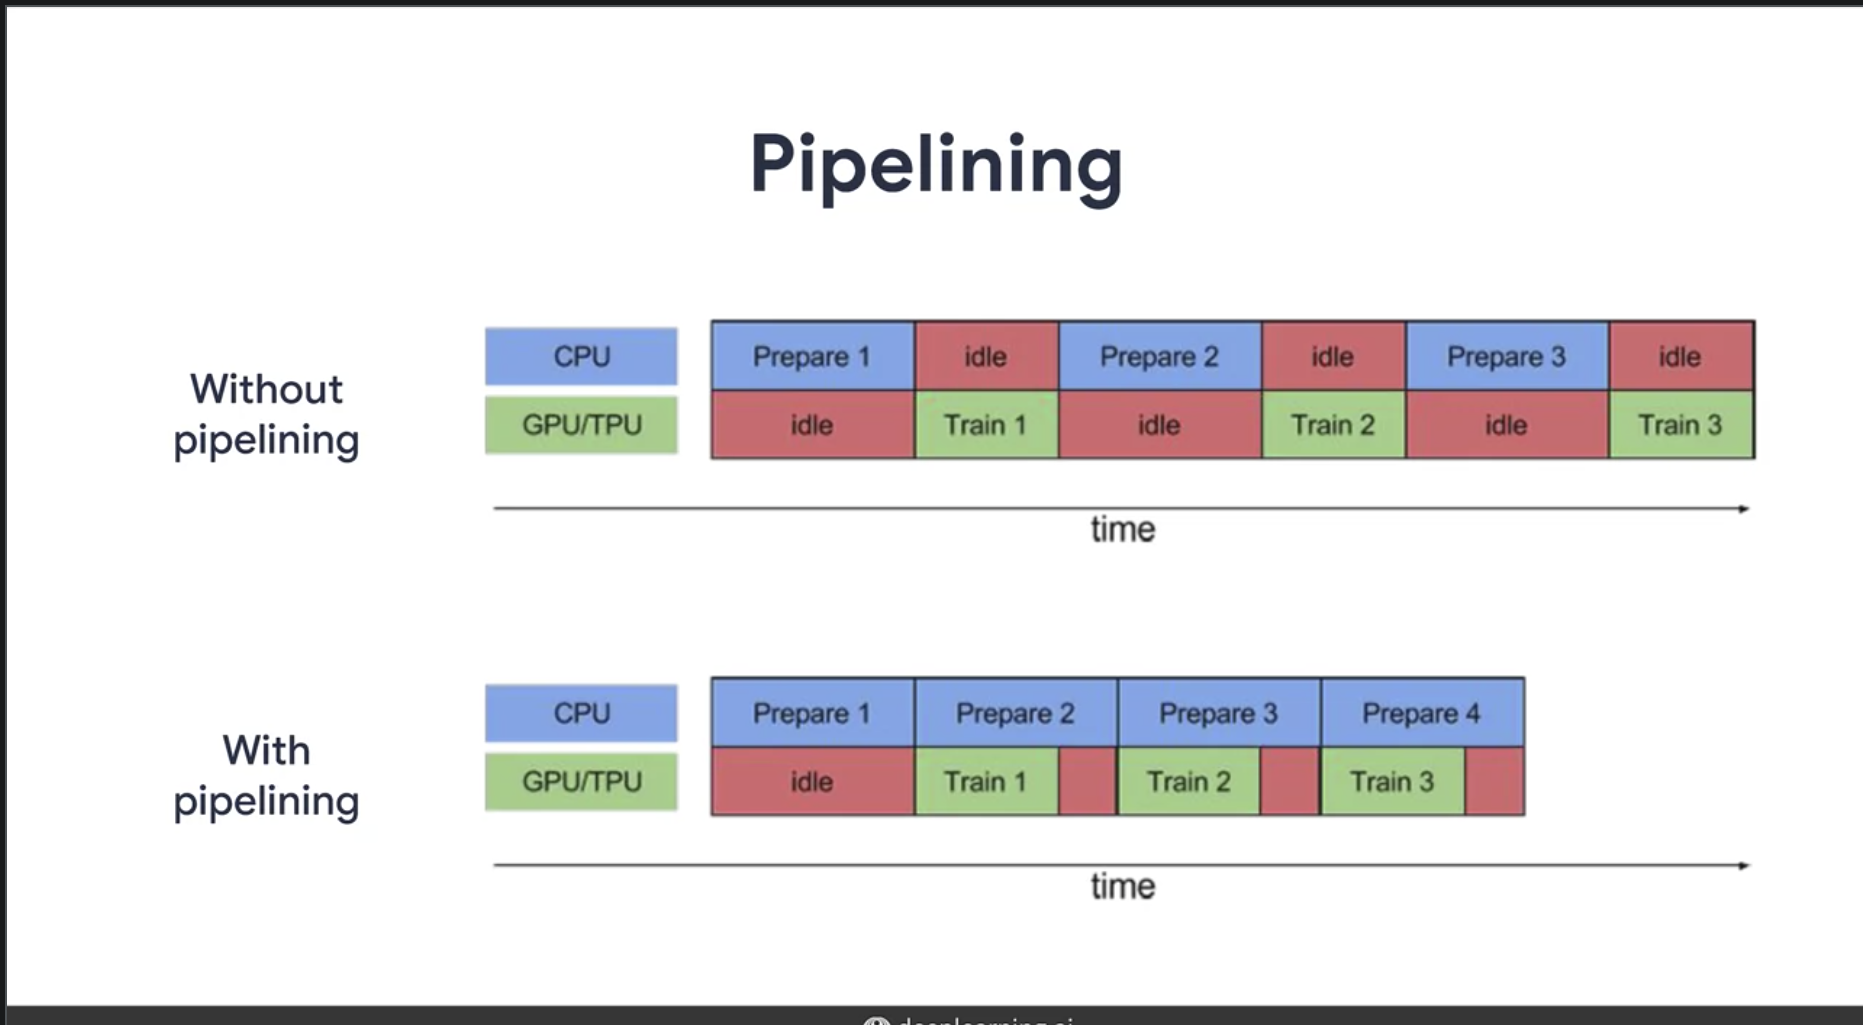 Pipelining
Without
pipelining
CPU
Prepare 1
idle
Prepare 2
idle
Prepare 3
idle
GPU/TPU
idle
Train 1
idle
Train 2
idle
Train 3
time
With
pipelining
CPU
Prepare 1
Prepare 2
Prepare 3
Prepare 4
GPU/TPU
idle
Train 1
Train 2
Train 3
time
deeplearning.ai